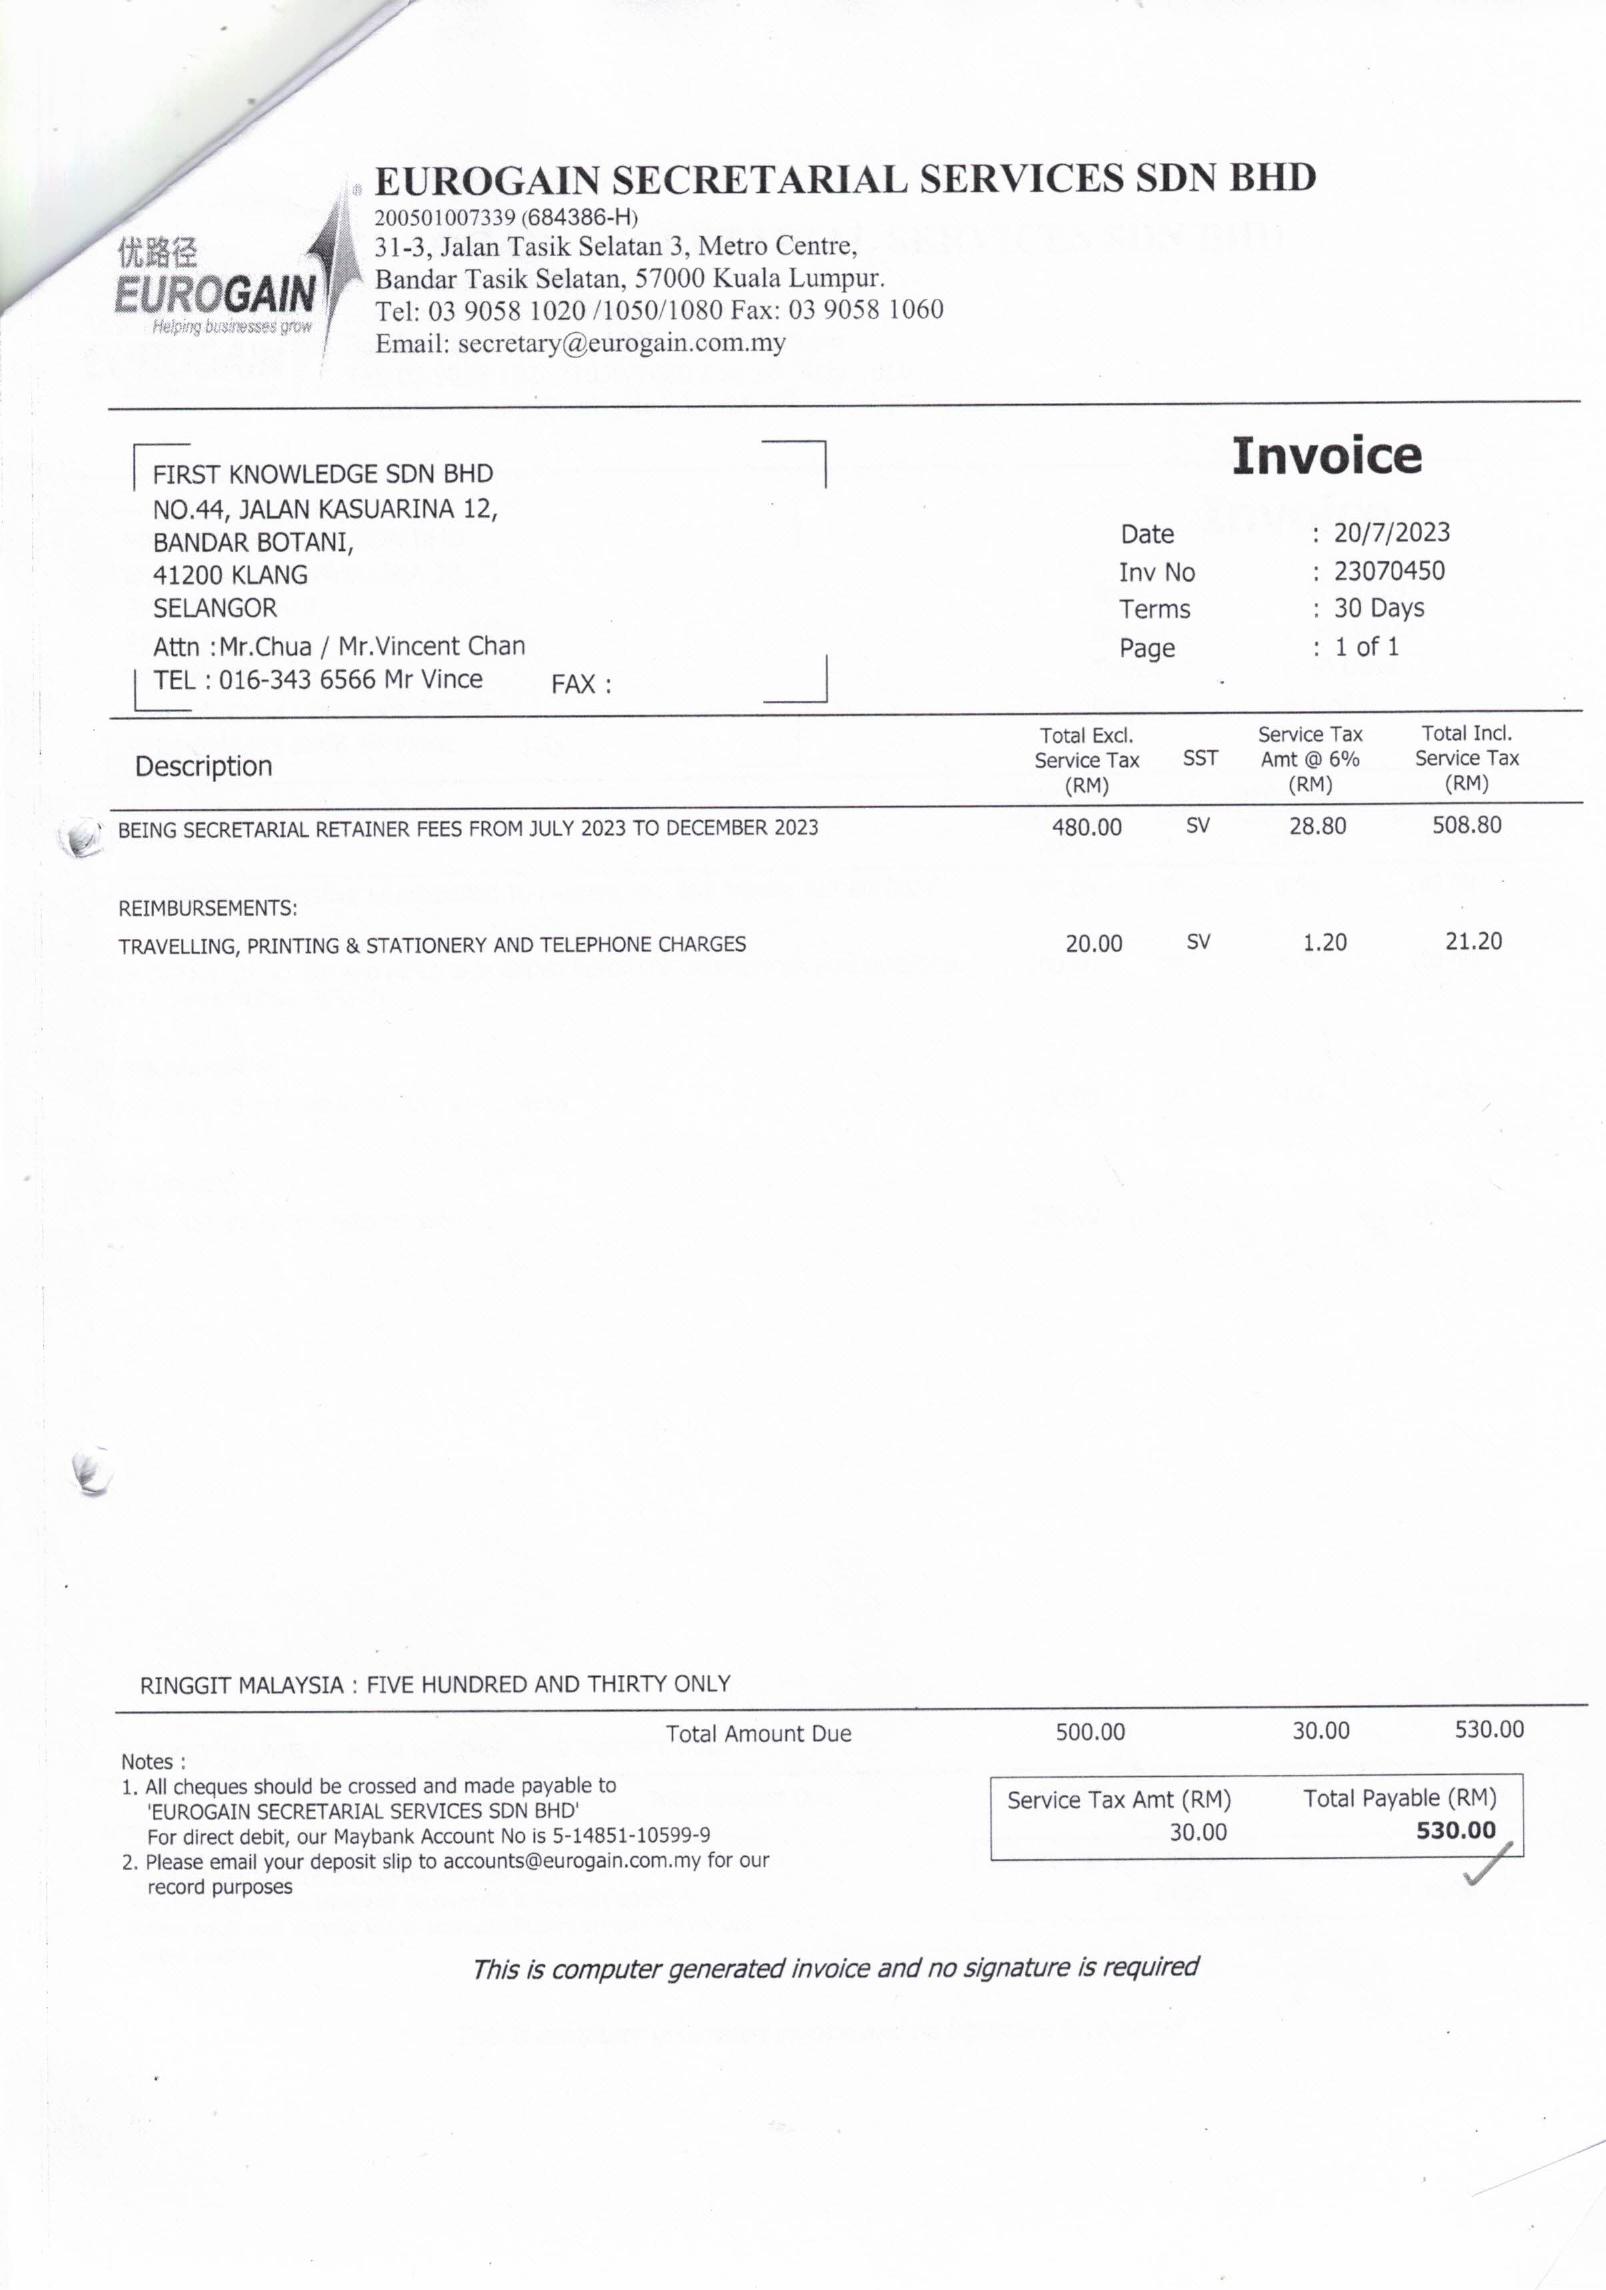 EUROGAIN SECRETARIAL SERVICES SDN BHD
200501007339 (684386-H)
31-3, Jalan Tasik Selatan 3, Metro Centre,
Bandar Tasik Selatan, 57000 Kuala Lumpur.
Tel: 03 9058 1020 /1050/1080 Fax: 03 9058 1060
Email: secretary@eurogain.com.my
优路径
EUROGAIN
Helping businesses grow
®
Invoice
FIRST KNOWLEDGE SDN BHD
NO.44, JALAN KASUARINA 12,
BANDAR BOTANI,
41200 KLANG
SELANGOR
Attn : Mr.Chua / Mr.Vincent Chan
TEL : 016-343 6566 Mr Vince FAX :
Date : 20/7/2023
Inv No : 23070450
Terms : 30 Days
Page : 1 of 1
Description
Total Excl. Service Tax (RM)
SST
Service Tax Amt @ 6% (RM)
Total Incl. Service Tax (RM)
BEING SECRETARIAL RETAINER FEES FROM JULY 2023 TO DECEMBER 2023 480.00 SV 28.80 508.80
REIMBURSEMENTS:
TRAVELLING, PRINTING & STATIONERY AND TELEPHONE CHARGES 20.00 SV 1.20 21.20
RINGGIT MALAYSIA : FIVE HUNDRED AND THIRTY ONLY
Total Amount Due 500.00 30.00 530.00
Notes :
1. All cheques should be crossed and made payable to
'EUROGAIN SECRETARIAL SERVICES SDN BHD'
For direct debit, our Maybank Account No is 5-14851-10599-9
2. Please email your deposit slip to accounts@eurogain.com.my for our
record purposes
Service Tax Amt (RM) Total Payable (RM)
30.00 530.00
This is computer generated invoice and no signature is required